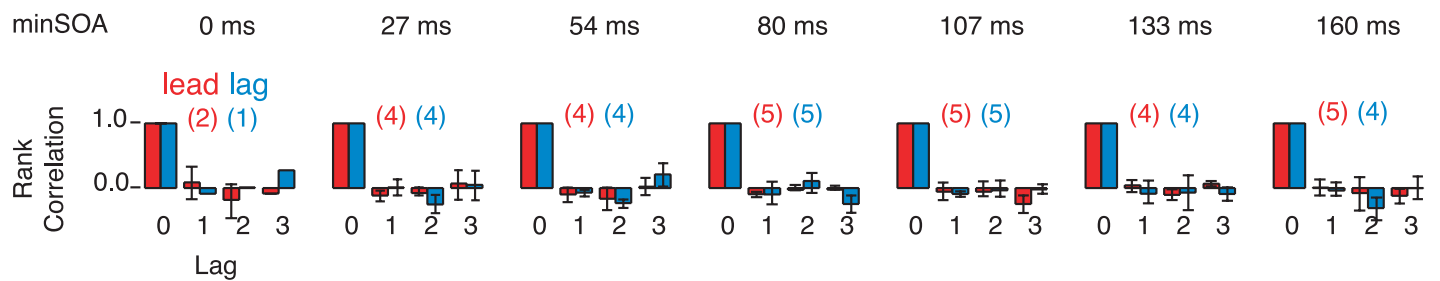 minSOA 0 ms 27 ms 54 ms 80 ms 107 ms 133 ms 160 ms
lead lag
(2) (1) (4) (4) (4) (4) (5) (5) (5) (5) (4) (4) (5) (4)
Rank
Correlation
1.0
0.0
0 1 2 3 0 1 2 3 0 1 2 3 0 1 2 3 0 1 2 3 0 1 2 3 0 1 2 3
Lag